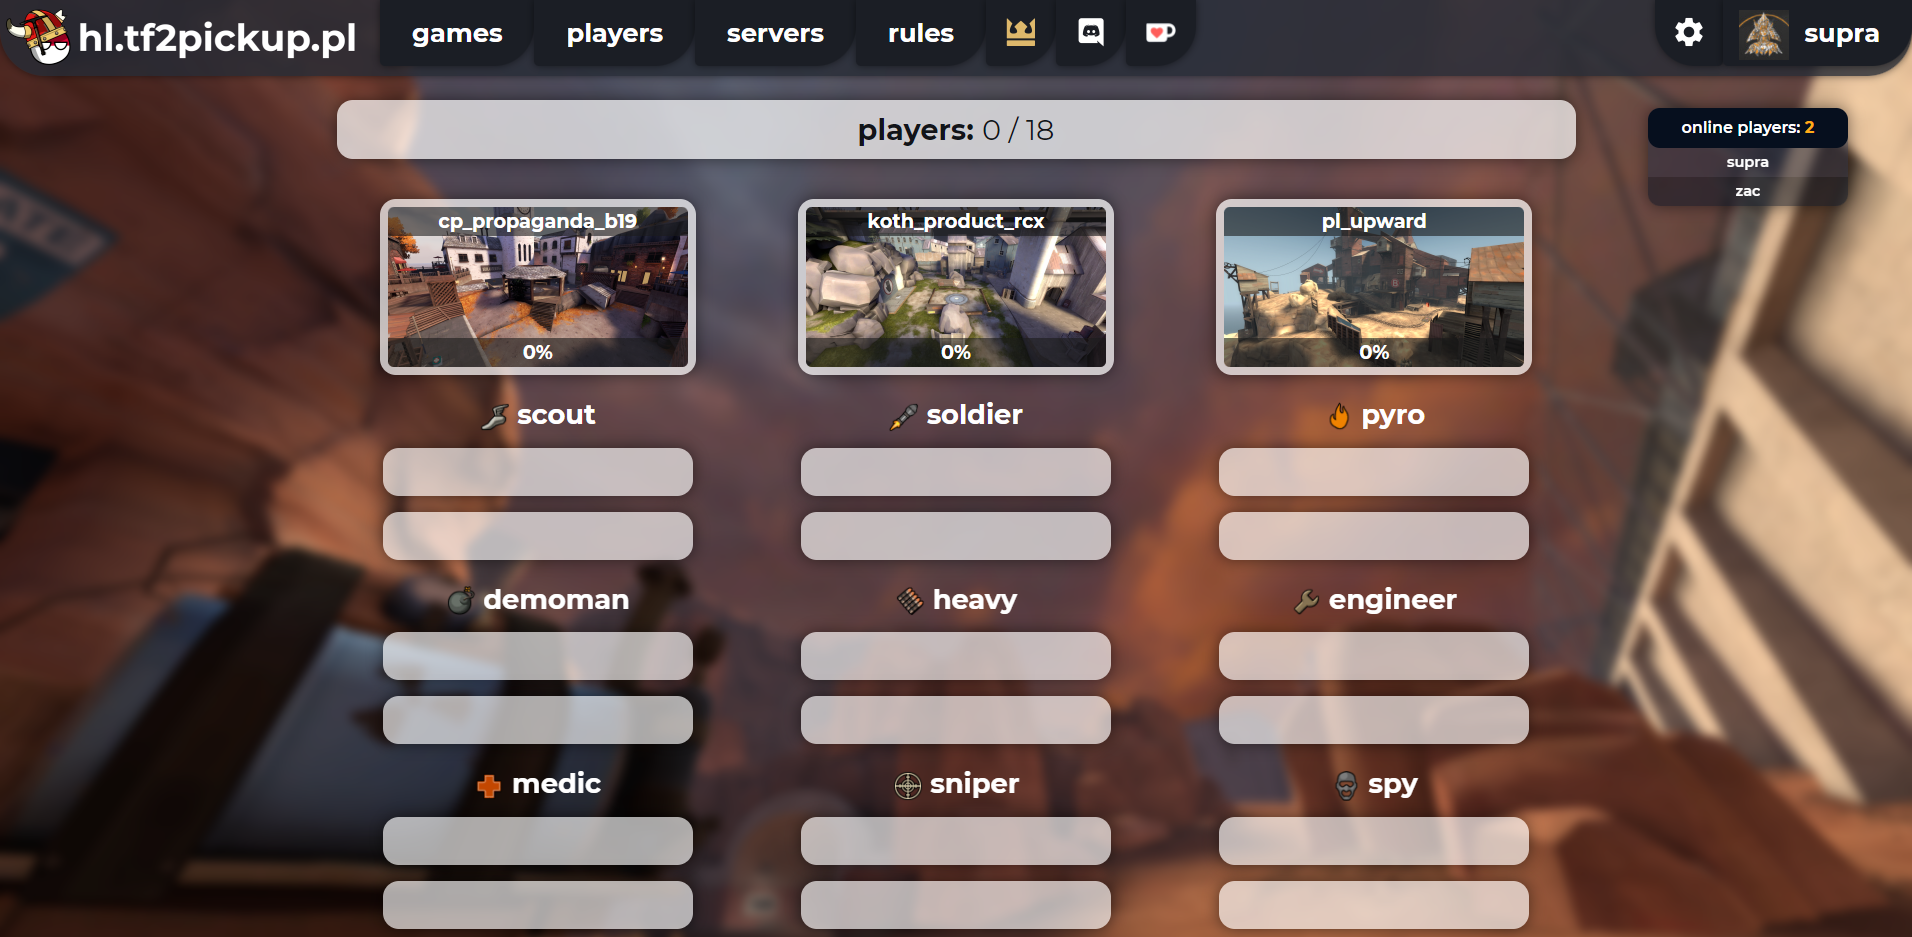 hl.tf2pickup.pl
games
players
servers
rules
supra
players: 0 / 18
online players: 2
supra
zac
cp_propaganda_b19
koth_product_rcx
pl_upward
0%
0%
0%
scout
soldier
pyro
demoman
heavy
engineer
medic
sniper
spy